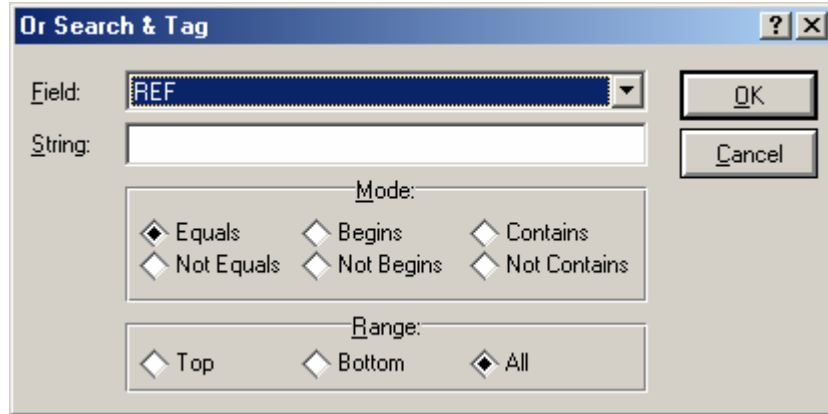 Or Search & Tag ? X
Field: REF OK
String: Cancel
Mode:
Equals Begins Contains
Not Equals Not Begins Not Contains
Range:
Top Bottom All